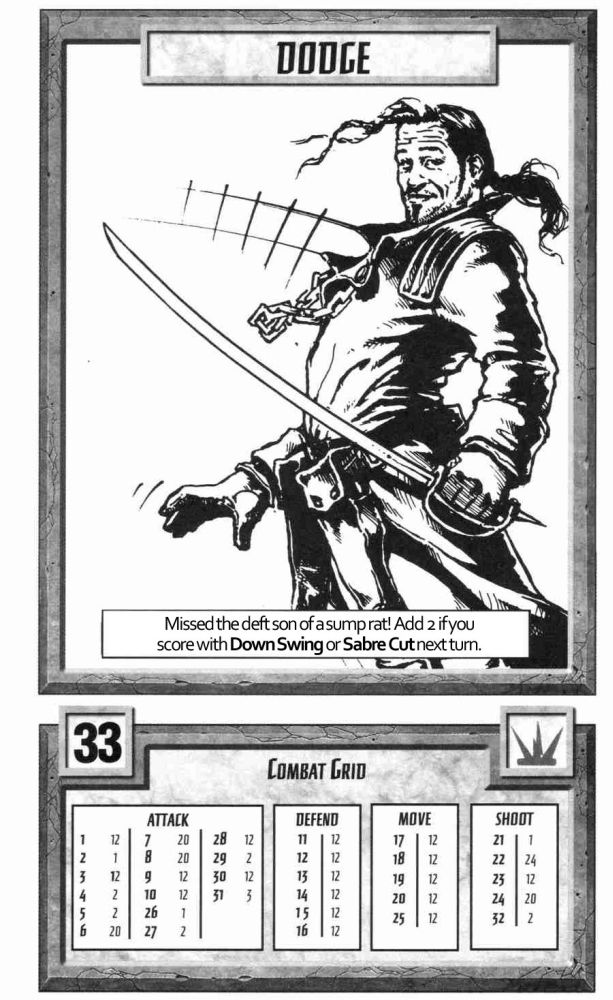 DODGE
Missed the deft son of a sump rat! Add 2 if you
score with Down Swing or Sabre Cut next turn.
33
COMBAT GRID
ATTACK
1 12 7 20 28 12
2 1 8 20 29 2
3 12 9 12 30 12
4 2 10 12 31 3
5 2 26 1
6 20 27 2
DEFEND
11 12
12 12
13 12
14 12
15 12
16 12
MOVE
17 12
18 12
19 12
20 12
25 12
SHOOT
21 1
22 24
23 12
24 20
32 2